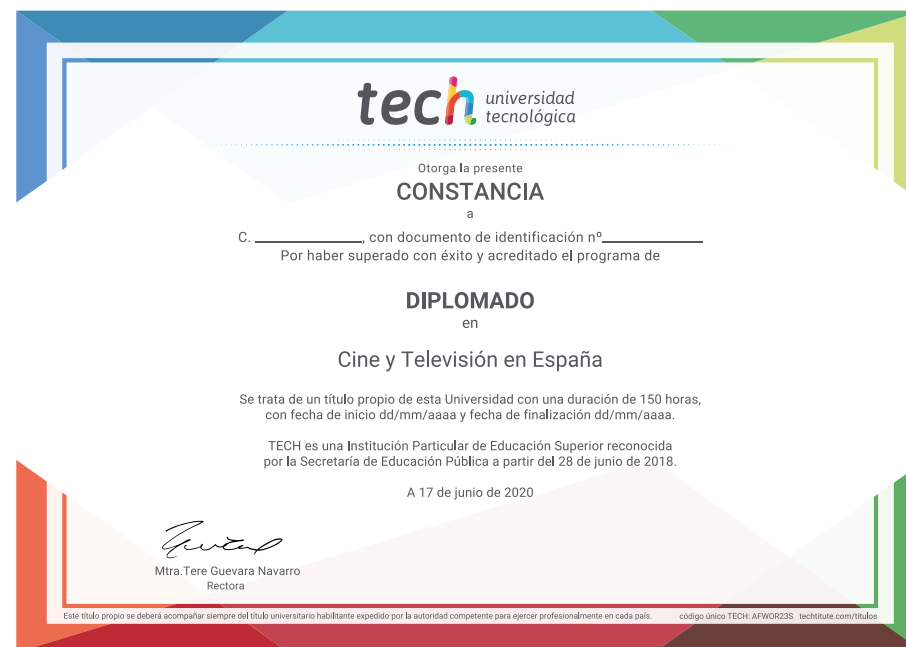 tech universidad
tecnológica
Otorga la presente
CONSTANCIA
a
C. ____________, con documento de identificación nº____________
Por haber superado con éxito y acreditado el programa de
DIPLOMADO
en
Cine y Televisión en España
Se trata de un título propio de esta Universidad con una duración de 150 horas,
con fecha de inicio dd/mm/aaaa y fecha de finalización dd/mm/aaaa.
TECH es una Institución Particular de Educación Superior reconocida
por la Secretaría de Educación Pública a partir del 28 de junio de 2018.
A 17 de junio de 2020
Mtra.Tere Guevara Navarro
Rectora
Este título propio se deberá acompañar siempre del título universitario habilitante expedido por la autoridad competente para ejercer profesionalmente en cada país. código único TECH: AFWOR23S techtitute.com/titulos